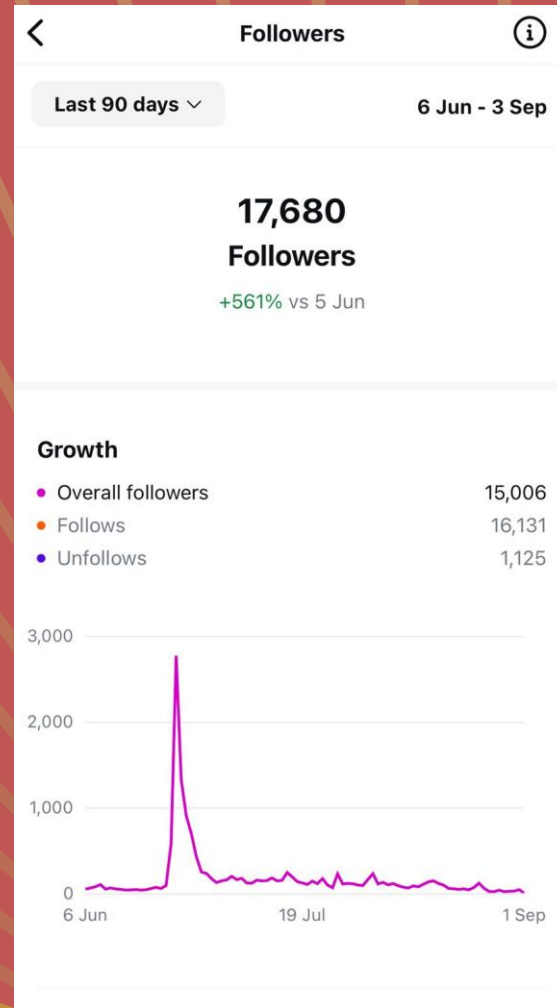 Followers
Last 90 days
6 Jun - 3 Sep
17,680
Followers
+561% vs 5 Jun
Growth
Overall followers 15,006
Follows 16,131
Unfollows 1,125
3,000
2,000
1,000
0
6 Jun 19 Jul 1 Sep